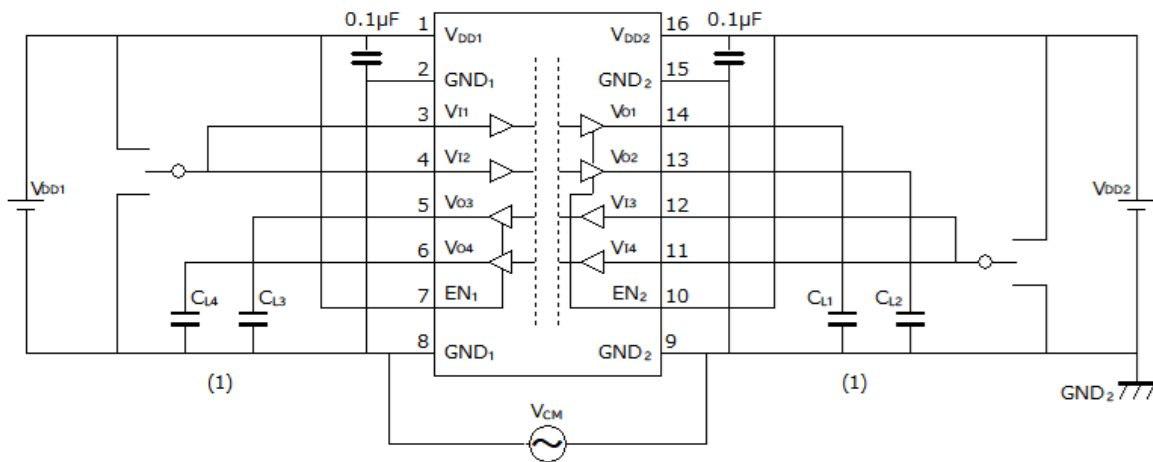 0.1μF
1
16
0.1μF
VDD1
VDD2
2
15
GND1
GND2
3
14
VI1
VO1
4
13
VI2
VO2
VDD1
VDD2
5
12
VO3
VI3
6
11
VO4
VI4
CL4
CL3
7
10
EN1
EN2
CL1
CL2
8
9
GND1
GND2
(1)
(1)
GND2
VCM